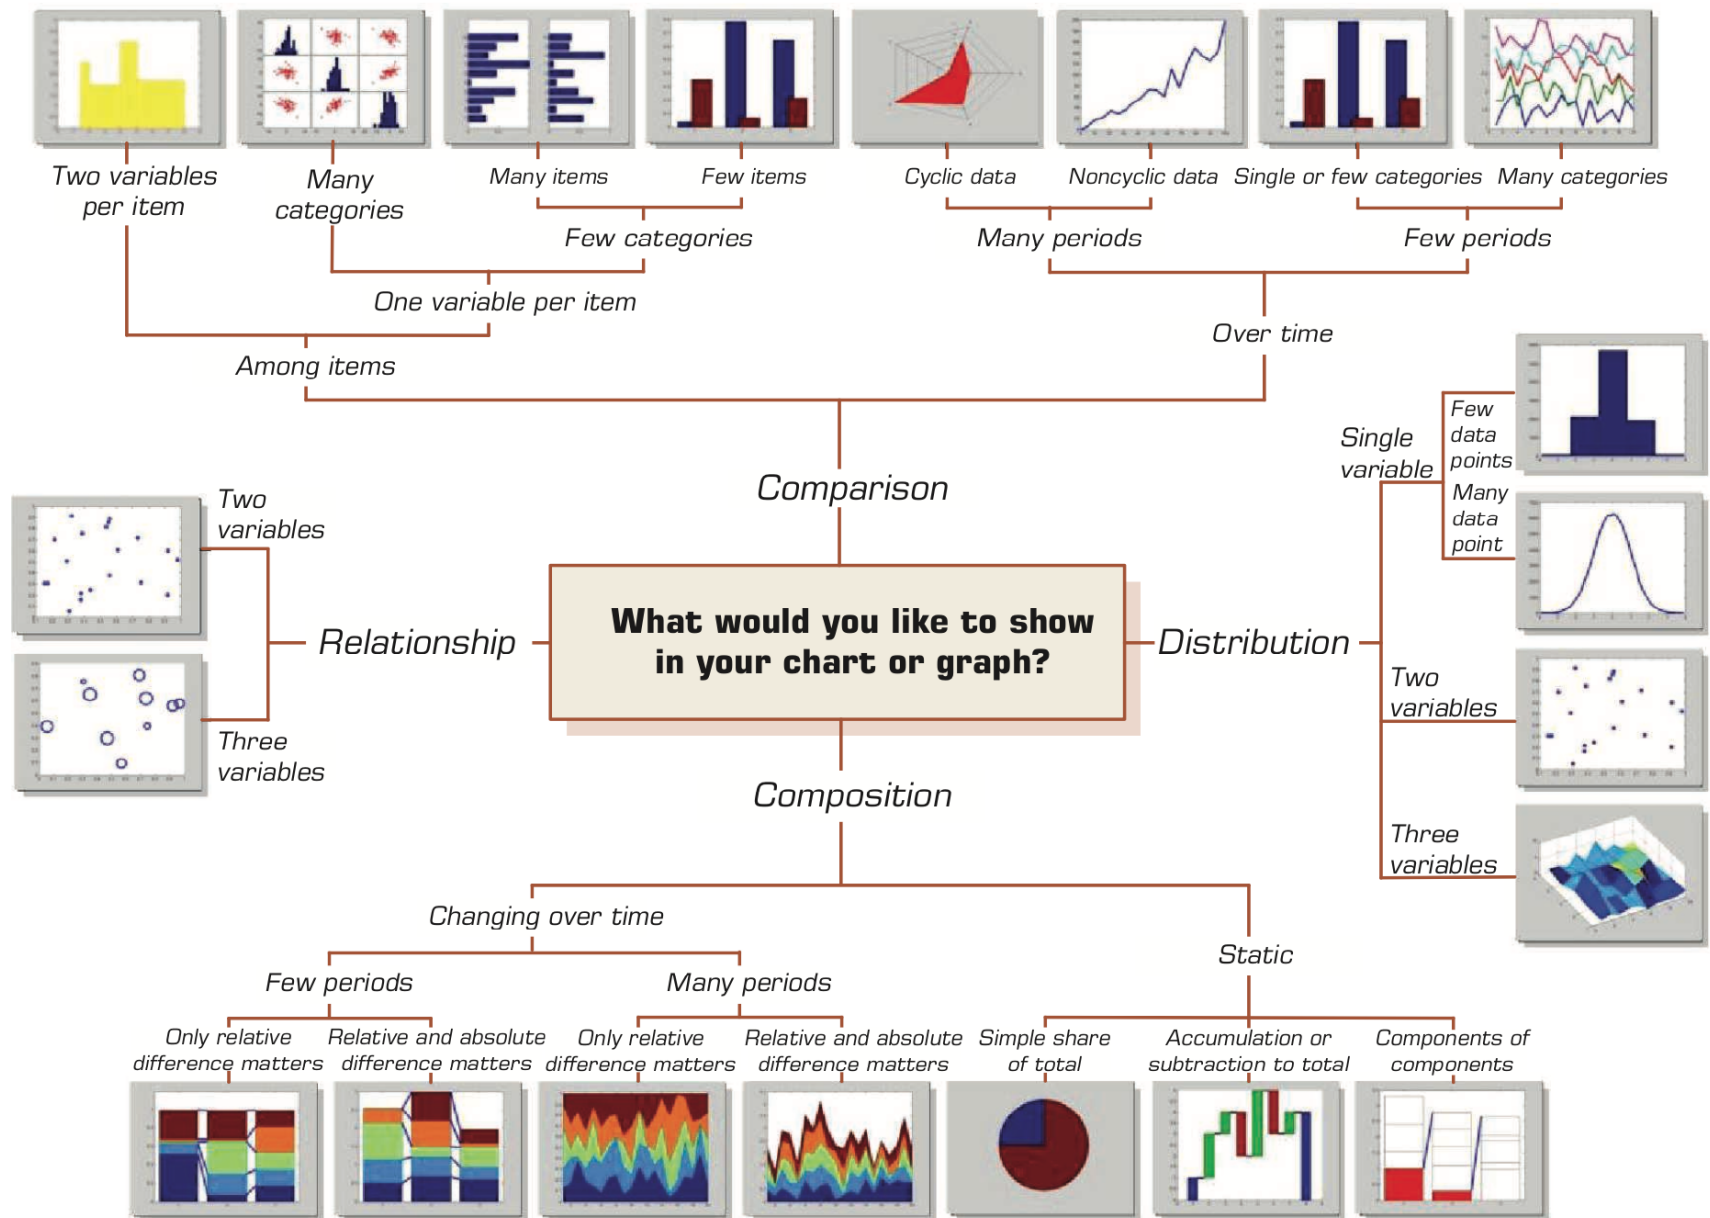 Two variables
per item
Many
categories
Many items
Few items
Cyclic data
Noncyclic data
Single or few categories
Many categories
Few categories
Many periods
Few periods
One variable per item
Over time
Among items
Few
data
points
Single
variable
Many
data
point
Comparison
Two
variables
What would you like to show
in your chart or graph?
Relationship
Distribution
Two
variables
Three
variables
Composition
Three
variables
Changing over time
Static
Few periods
Many periods
Only relative
difference matters
Relative and absolute
difference matters
Only relative
difference matters
Relative and absolute
difference matters
Simple share
of total
Accumulation or
subtraction to total
Components of
components